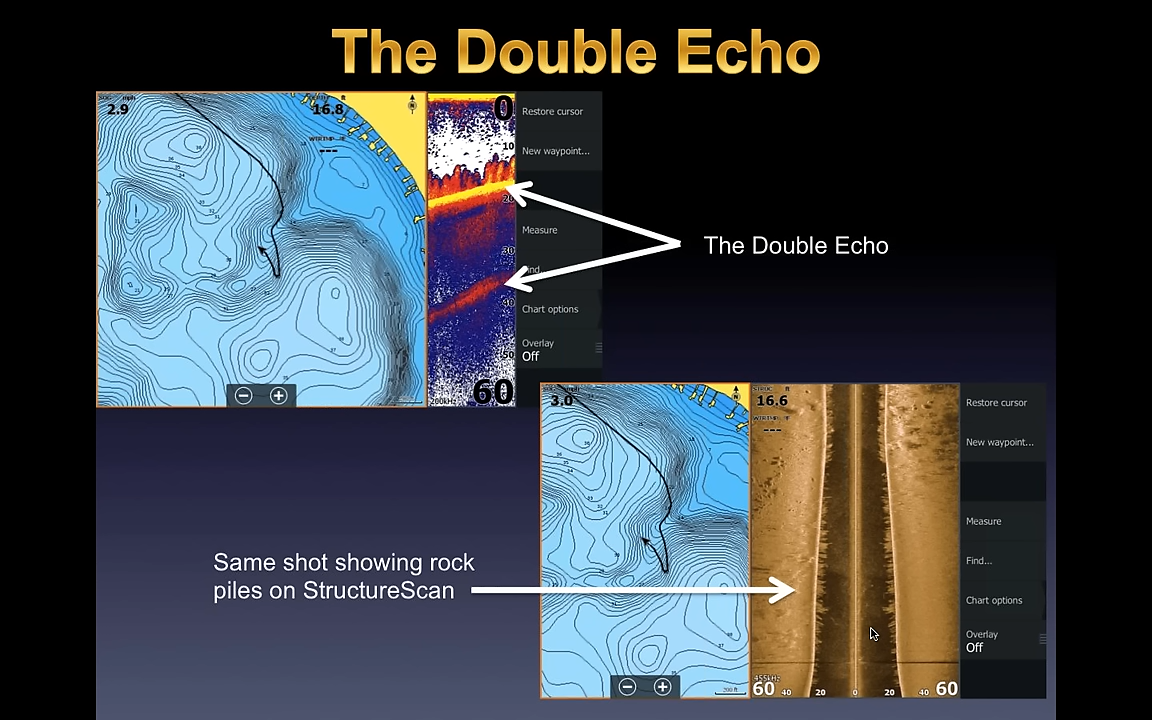 The Double Echo
2.9
16.8
0
Restore cursor
10
New waypoint...
20
Measure
The Double Echo
30
40
Chart options
Overlay
Off
50
60
200kHz
3.0
16.6
Restore cursor
New waypoint...
Measure
Same shot showing rock
piles on StructureScan
Find...
Chart options
Overlay
Off
455kHz
60 40 20 0 20 40 60